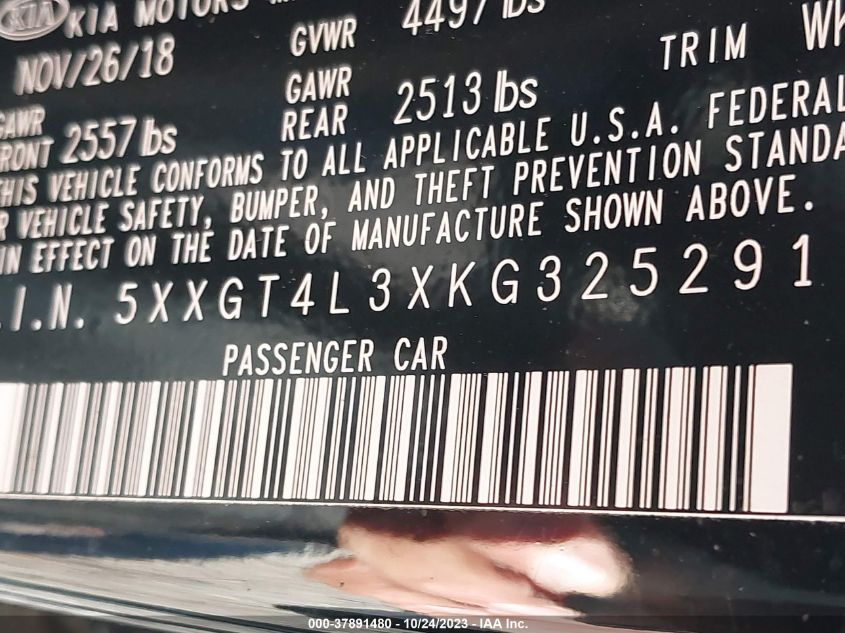 KIA KIA MOTORS
NOV/26/18 GVWR 4497 lbs
GAWR FRONT 2557 lbs GAWR REAR 2513 lbs TRIM WK
THIS VEHICLE CONFORMS TO ALL APPLICABLE U.S.A. FEDERAL
R VEHICLE SAFETY, BUMPER, AND THEFT PREVENTION STANDA
IN EFFECT ON THE DATE OF MANUFACTURE SHOWN ABOVE.
.I.N. 5XXGT4L3XKG325291
PASSENGER CAR
000-37891480 - 10/24/2023 - IAA Inc.